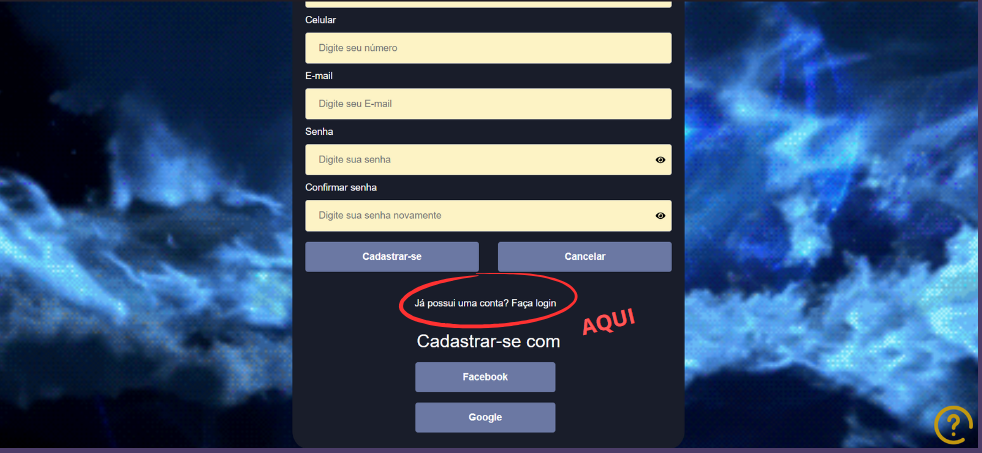 Celular
Digite seu número
E-mail
Digite seu E-mail
Senha
Digite sua senha
Confirmar senha
Digite sua senha novamente
Cadastrar-se Cancelar
Já possui uma conta? Faça login
AQUI
Cadastrar-se com
Facebook
Google
?